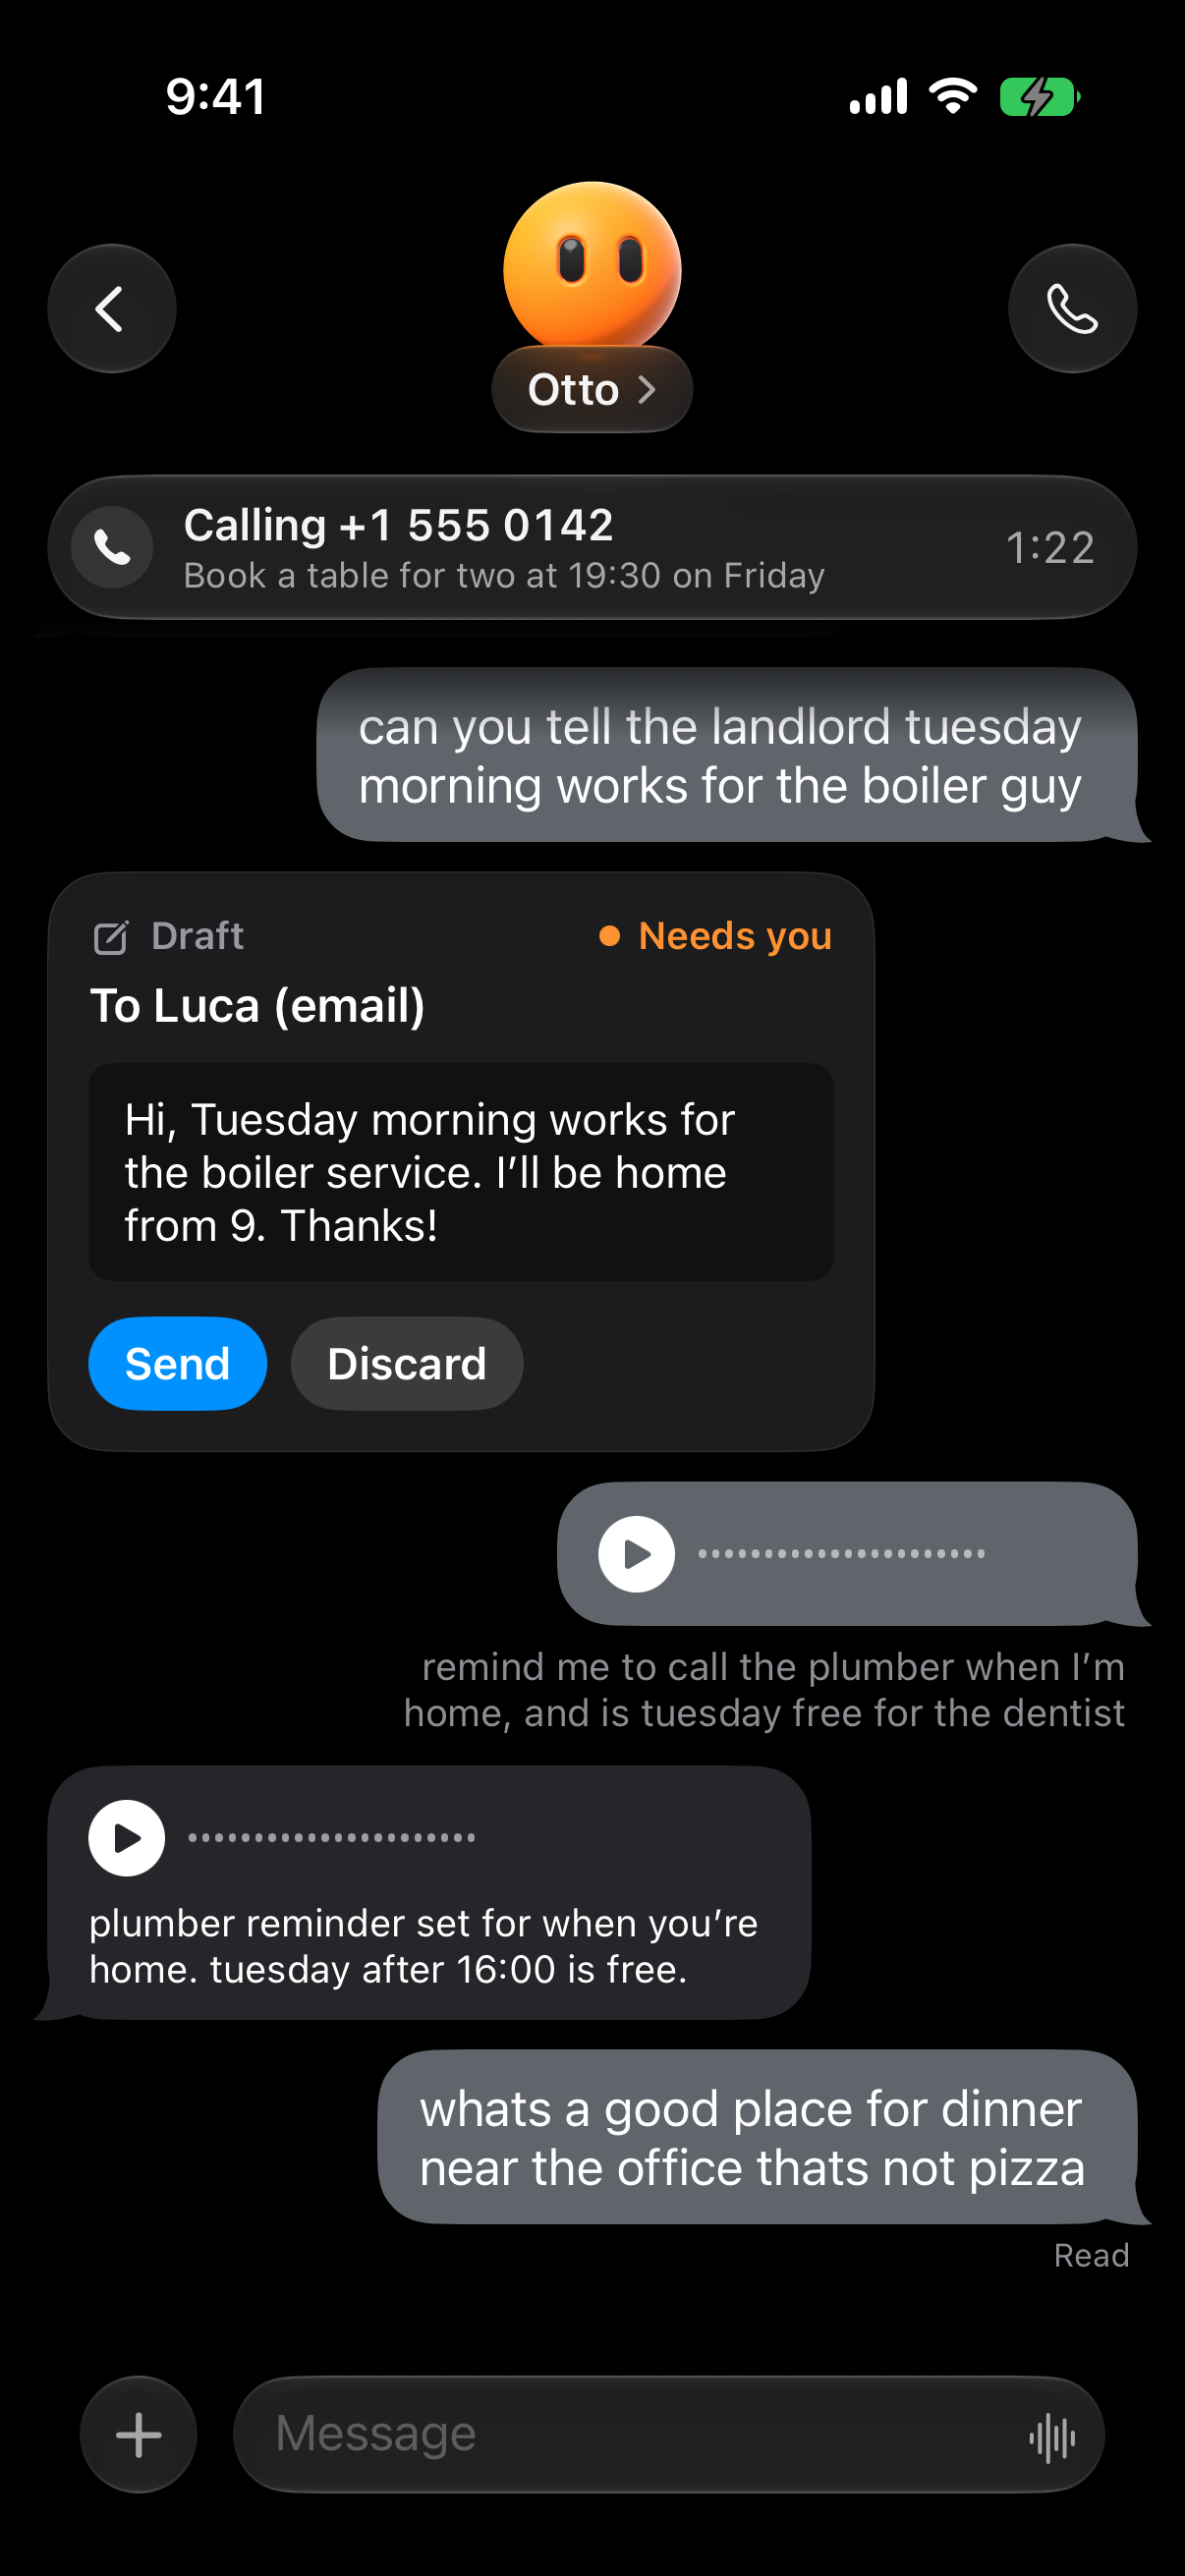 9:41
Otto
Calling +1 555 0142
Book a table for two at 19:30 on Friday
1:22
can you tell the landlord tuesday
morning works for the boiler guy
Draft
Needs you
To Luca (email)
Hi, Tuesday morning works for
the boiler service. I’ll be home
from 9. Thanks!
Send
Discard
remind me to call the plumber when I’m
home, and is tuesday free for the dentist
plumber reminder set for when you’re
home. tuesday after 16:00 is free.
whats a good place for dinner
near the office thats not pizza
Read
Message